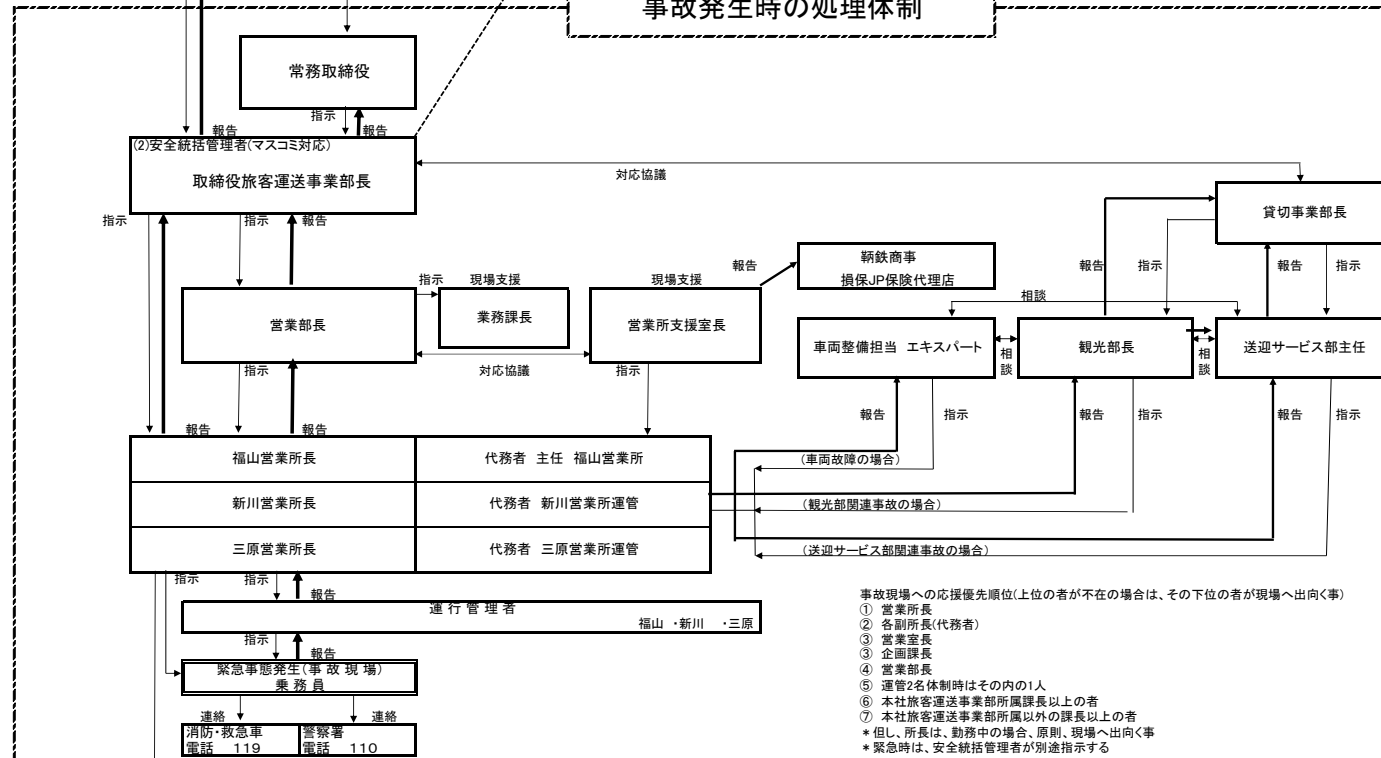 事故発生時の処理体制
常務取締役
指示
報告
報告
(2)安全統括管理者(マスコミ対応)
取締役旅客運送事業部長
対応協議
貸切事業部長
指示
指示
報告
鞆鉄商事
損保JP保険代理店
報告
指示
現場支援
現場支援
報告
指示
報告
指示
営業部長
業務課長
営業所支援室長
相談
車両整備担当 エキスパート
相談
観光部長
相談
送迎サービス部主任
対応協議
指示
指示
報告
指示
報告
指示
報告
指示
報告
報告
福山営業所長
代務者 主任 福山営業所
(車両故障の場合)
新川営業所長
代務者 新川営業所運管
(観光部関連事故の場合)
三原営業所長
代務者 三原営業所運管
(送迎サービス部関連事故の場合)
指示
指示
報告
運行管理者
福山 ・新川 ・三原
指示
報告
緊急事態発生(事故現場)
乗務員
連絡
連絡
消防・救急車
電話 119
警察署
電話 110
事故現場への応援優先順位(上位の者が不在の場合は、その下位の者が現場へ出向く事)
① 営業所長
② 各副所長(代務者)
③ 営業室長
③ 企画課長
④ 営業部長
⑤ 運管2名体制時はその内の1人
⑥ 本社旅客運送事業部所属課長以上の者
⑦ 本社旅客運送事業部所属以外の課長以上の者
*但し、所長は、勤務中の場合、原則、現場へ出向く事
*緊急時は、安全統括管理者が別途指示する